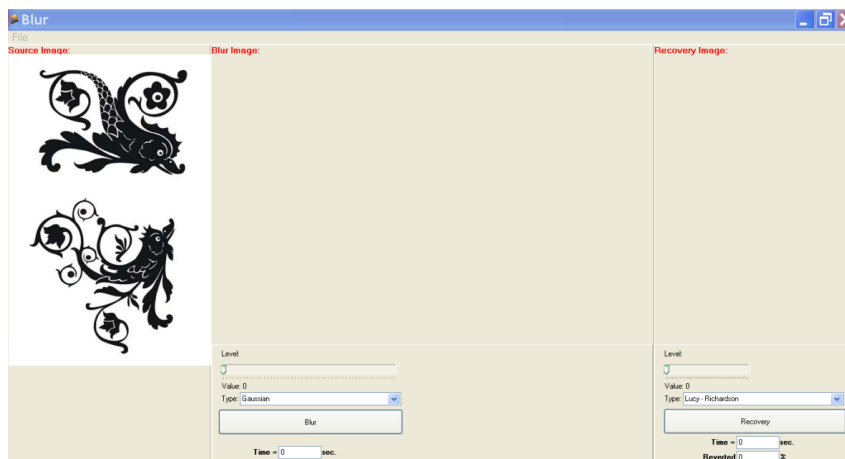 Blur
File
Source Image:
Blur Image:
Recovery Image:
Level:
Value: 0
Type: Gaussian
Blur
Time = 0 sec.
Level:
Value: 0
Type: Lucy - Richardson
Recovery
Time = 0 sec.
Reverted 0 %